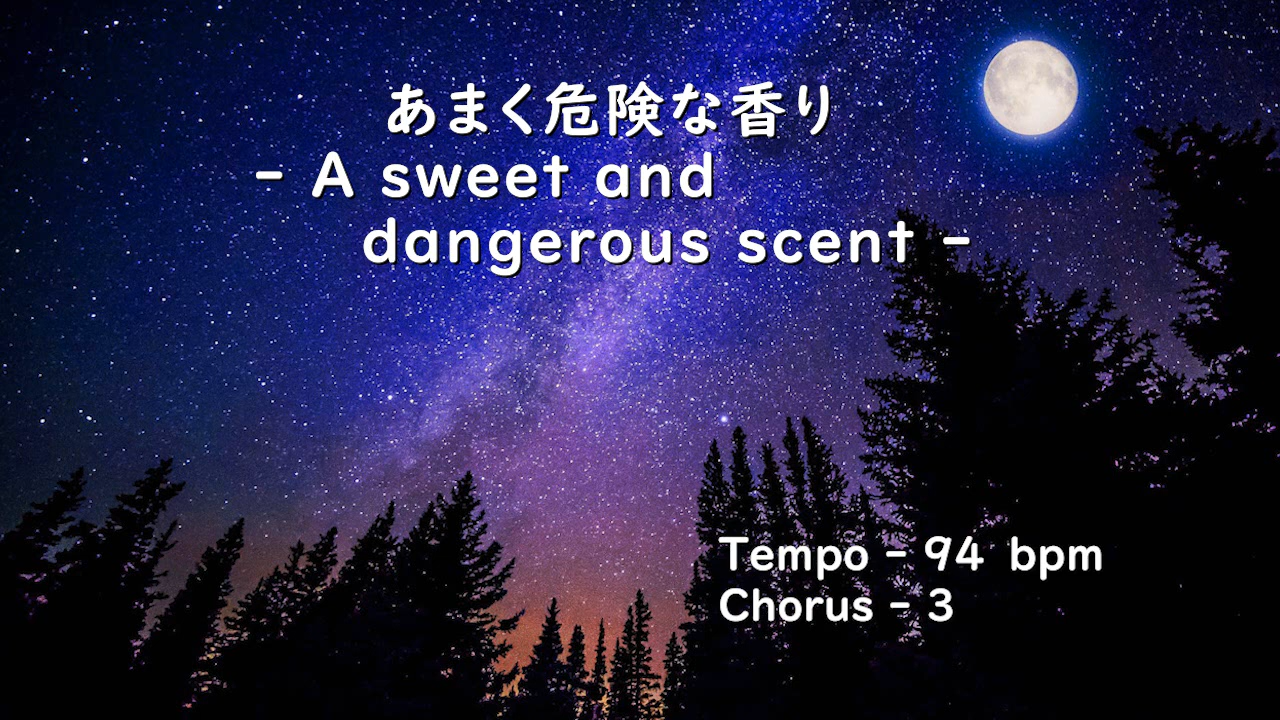 あまく危険な香り
- A sweet and
dangerous scent -
Tempo - 94 bpm
Chorus - 3